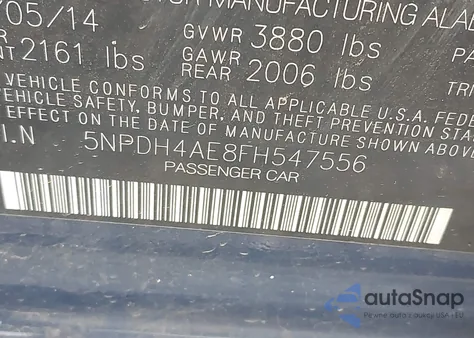 /05/14 GVWR 3880 lbs
2161 lbs GAWR REAR 2006 lbs
VEHICLE CONFORMS TO ALL APPLICABLE U.S.A.
VEHICLE SAFETY, BUMPER, AND THEFT PREVENTION
EFFECT ON THE DATE OF MANUFACTURE SHOWN ABOVE.
5NPDH4AE8FH547556
PASSENGER CAR
autoSnap